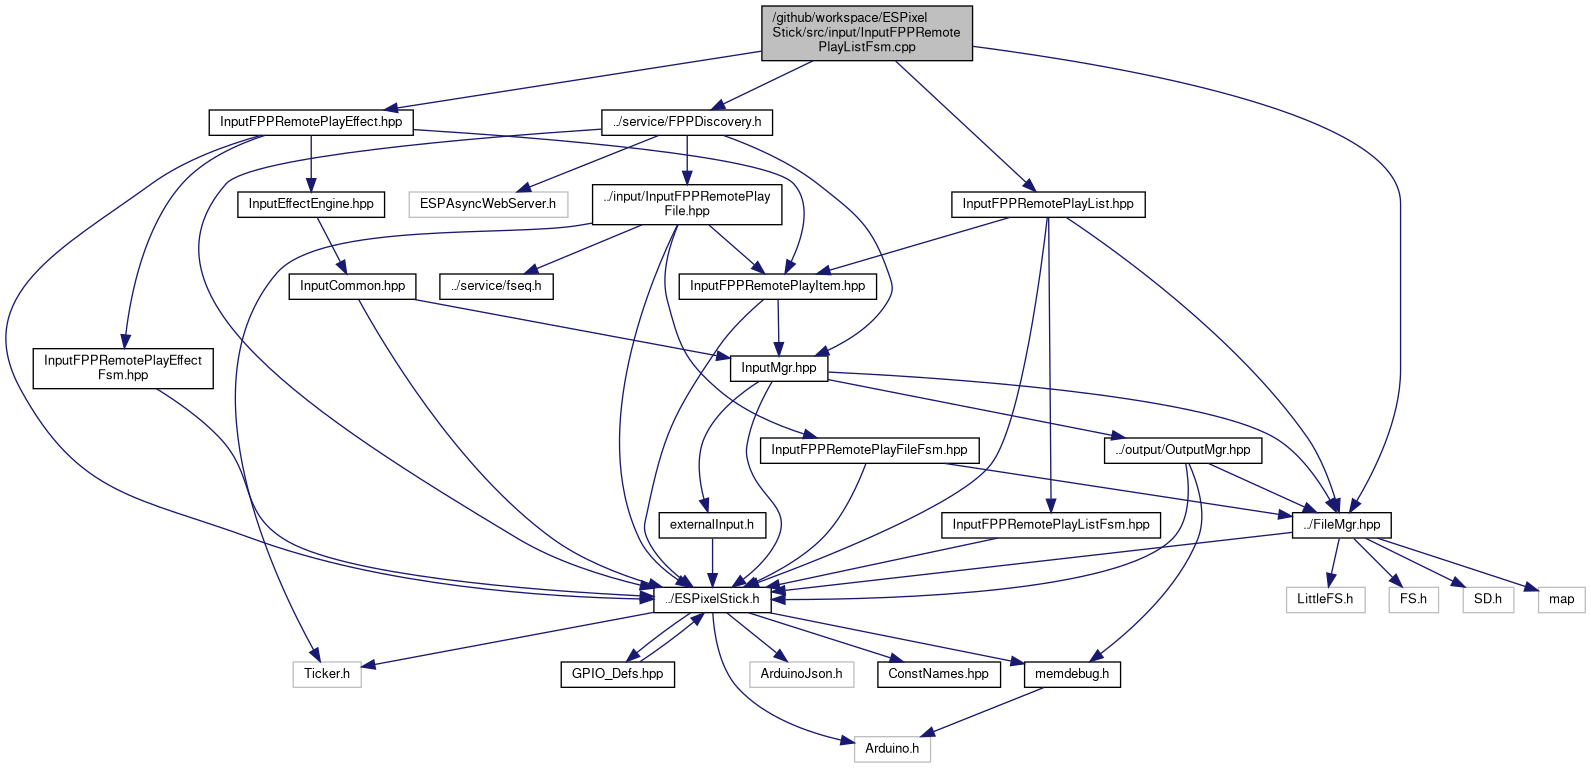 /github/workspace/ESPixel
Stick/src/input/InputFPPRemote
PlayListFsm.cpp
InputFPPRemotePlayEffect.hpp
../service/FPPDiscovery.h
InputEffectEngine.hpp
ESPAsyncWebServer.h
../input/InputFPPRemotePlay
File.hpp
InputFPPRemotePlayList.hpp
InputCommon.hpp
../service/fseq.h
InputFPPRemotePlayItem.hpp
InputFPPRemotePlayEffect
Fsm.hpp
InputMgr.hpp
InputFPPRemotePlayFileFsm.hpp
../output/OutputMgr.hpp
externalInput.h
InputFPPRemotePlayListFsm.hpp
../FileMgr.hpp
../ESPixelStick.h
LittleFS.h
FS.h
SD.h
map
Ticker.h
GPIO_Defs.hpp
ArduinoJson.h
ConstNames.hpp
memdebug.h
Arduino.h